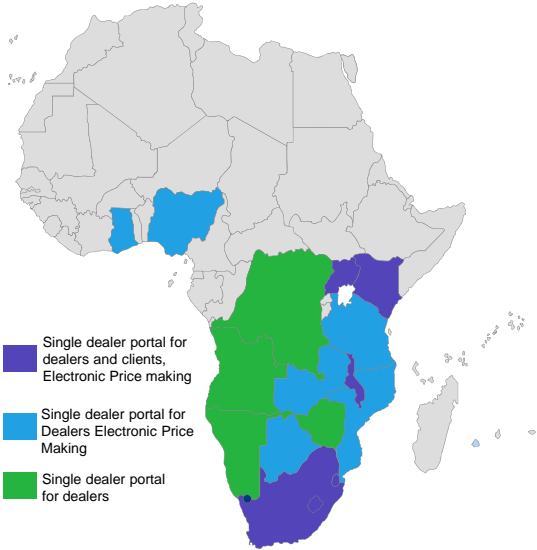 Single dealer portal for
dealers and clients,
Electronic Price making
Single dealer portal for
Dealers Electronic Price
Making
Single dealer portal
for dealers